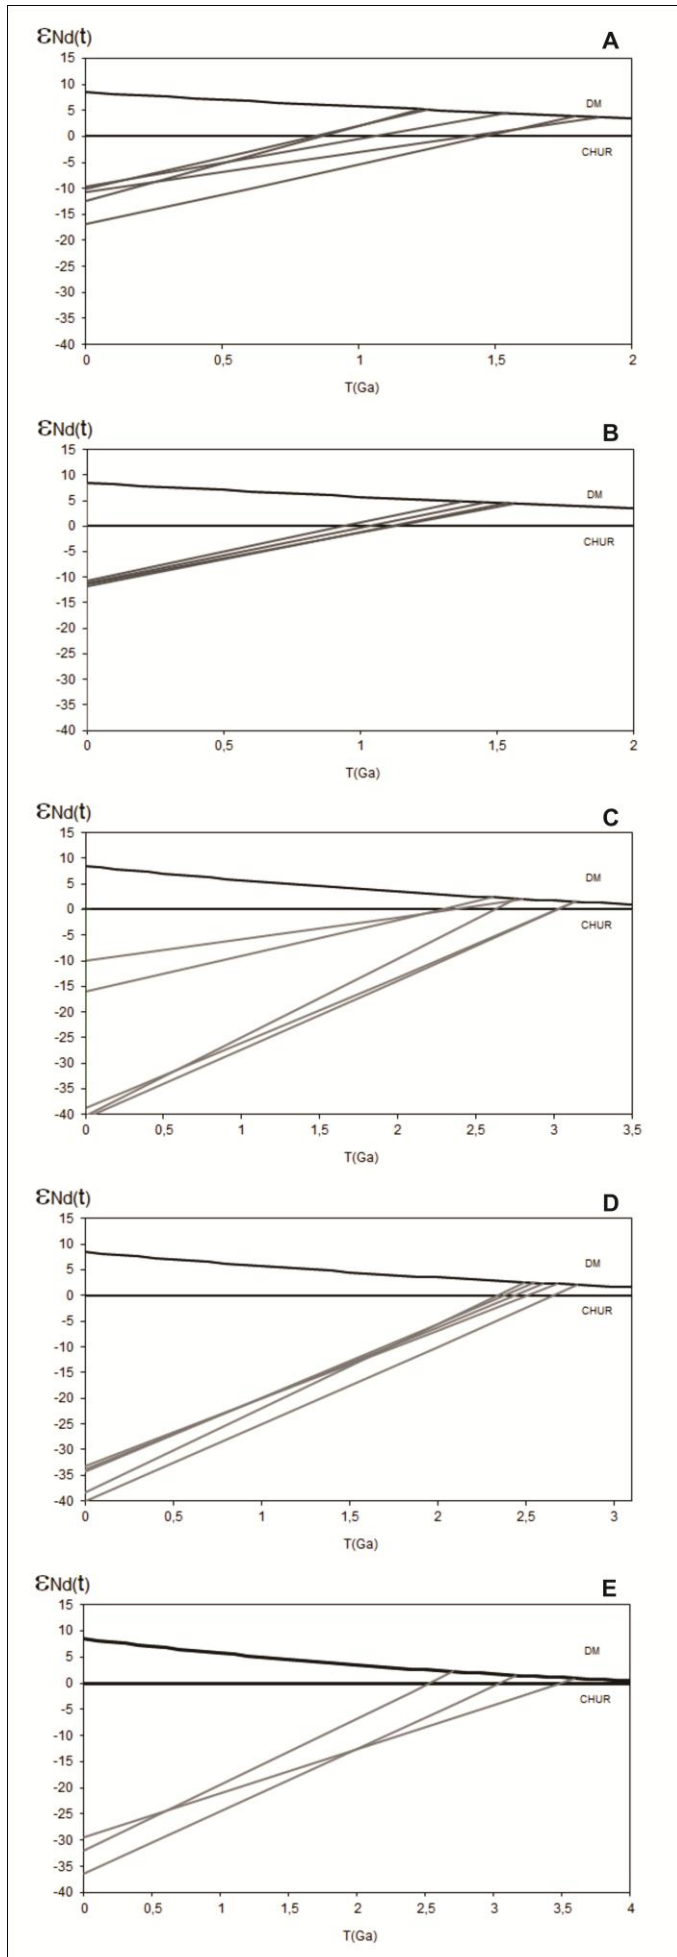 εNd(t)
A
15
10
5
0
-5
-10
-15
-20
-25
-30
-35
-40
DM
CHUR
0 0,5 1 1,5 2
T(Ga)
εNd(t)
B
15
10
5
0
-5
-10
-15
-20
-25
-30
-35
-40
DM
CHUR
0 0,5 1 1,5 2
T(Ga)
εNd(t)
C
15
10
5
0
-5
-10
-15
-20
-25
-30
-35
-40
DM
CHUR
0 0,5 1 1,5 2 2,5 3 3,5
T(Ga)
εNd(t)
D
15
10
5
0
-5
-10
-15
-20
-25
-30
-35
-40
DM
CHUR
0 0,5 1 1,5 2 2,5 3
T(Ga)
εNd(t)
E
15
10
5
0
-5
-10
-15
-20
-25
-30
-35
-40
DM
CHUR
0 0,5 1 1,5 2 2,5 3 3,5 4
T(Ga)